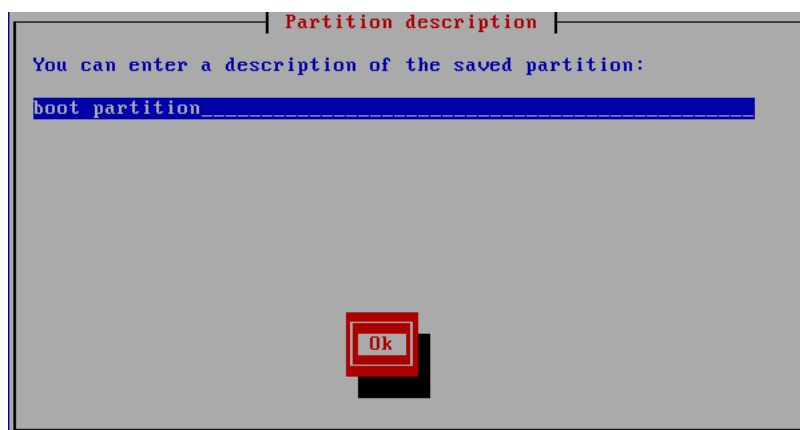 Partition description
You can enter a description of the saved partition:
boot partition
Ok